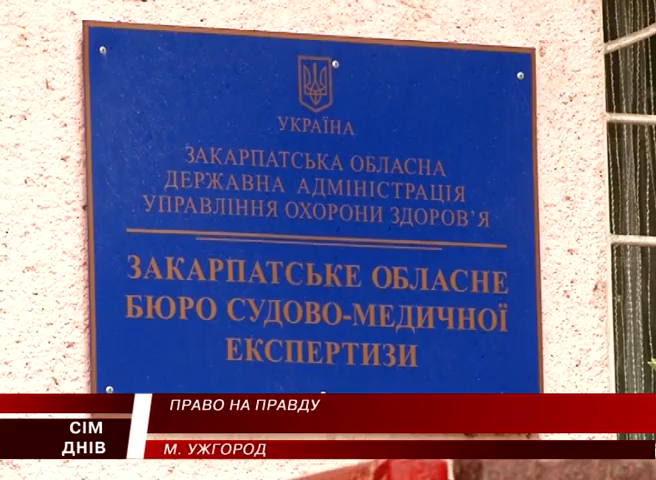 УКРАЇНА
ЗАКАРПАТСЬКА ОБЛАСНА
ДЕРЖАВНА АДМІНІСТРАЦІЯ
УПРАВЛІННЯ ОХОРОНИ ЗДОРОВ'Я
ЗАКАРПАТСЬКЕ ОБЛАСНЕ
БЮРО СУДОВО-МЕДИЧНОЇ
ЕКСПЕРТИЗИ
СІМ
ДНІВ
ПРАВО НА ПРАВДУ
М. УЖГОРОД